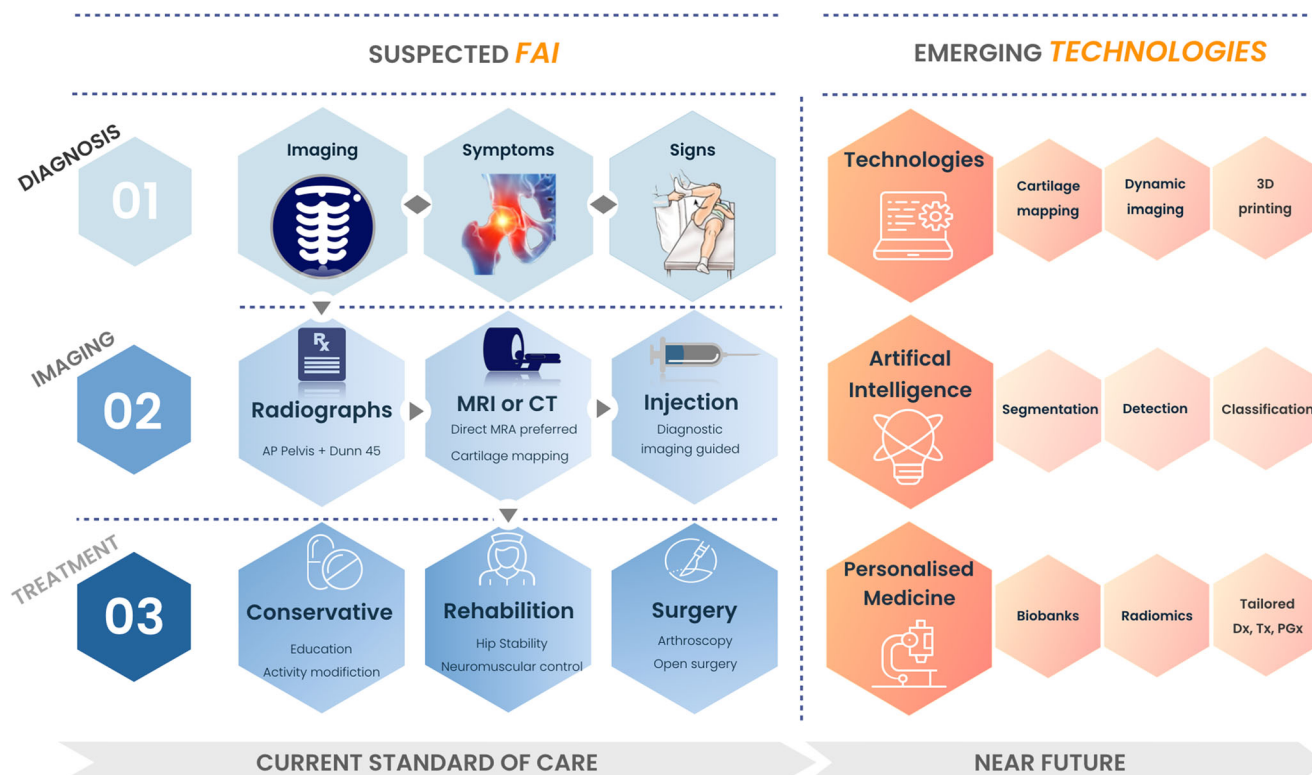 SUSPECTED FAI
EMERGING TECHNOLOGIES
DIAGNOSIS
01
Imaging
Symptoms
Signs
Technologies
Cartilage
mapping
Dynamic
imaging
3D
printing
IMAGING
02
Rx
Radiographs
AP Pelvis + Dunn 45
MRI or CT
Direct MRA preferred
Cartilage mapping
Injection
Diagnostic
imaging guided
Artifical
Intelligence
Segmentation
Detection
Classification
TREATMENT
03
Conservative
Education
Activity modifiction
Rehabilition
Hip Stability
Neuromuscular control
Surgery
Arthroscopy
Open surgery
Personalised
Medicine
Biobanks
Radiomics
Tailored
Dx, Tx, PGx
CURRENT STANDARD OF CARE
NEAR FUTURE